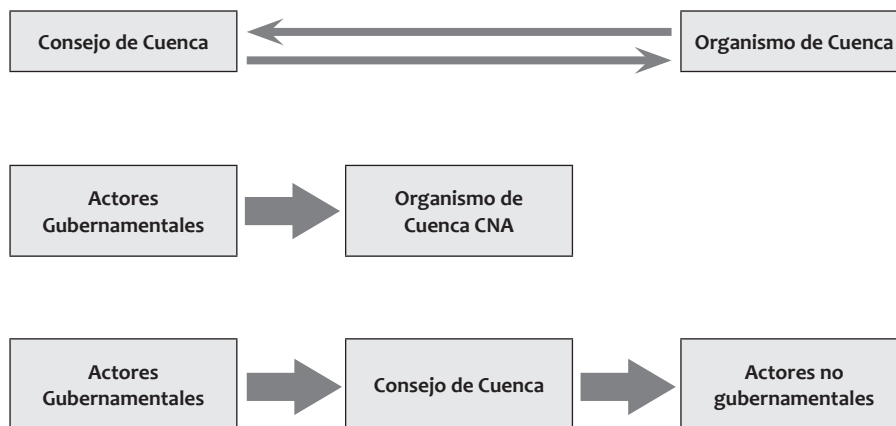 Consejo de Cuenca
Organismo de Cuenca
Actores
Gubernamentales
Organismo de
Cuenca CNA
Actores
Gubernamentales
Consejo de Cuenca
Actores no
gubernamentales